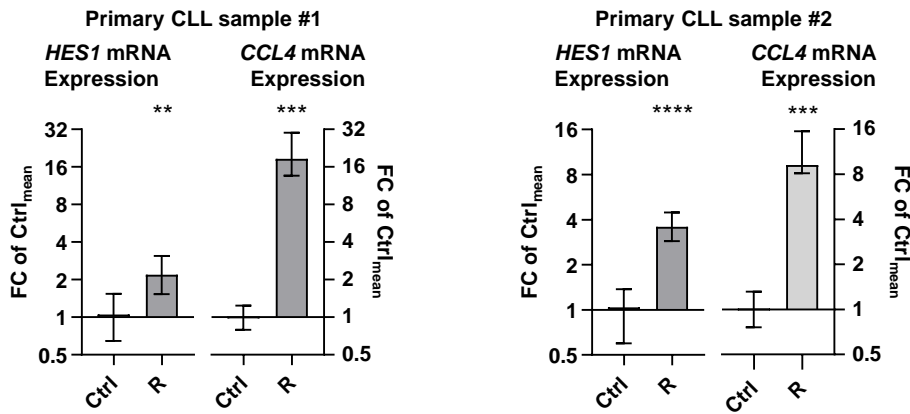 Primary CLL sample #1
HES1 mRNA Expression
CCL4 mRNA Expression
**
***
FC of Ctrlmean
32
16
8
4
2
1
0.5
Ctrl
R
Ctrl
R
32
16
8
4
2
1
0.5
FC of Ctrlmean
Primary CLL sample #2
HES1 mRNA Expression
CCL4 mRNA Expression
****
***
FC of Ctrlmean
16
8
4
2
1
0.5
Ctrl
R
Ctrl
R
16
8
4
2
1
0.5
FC of Ctrlmean